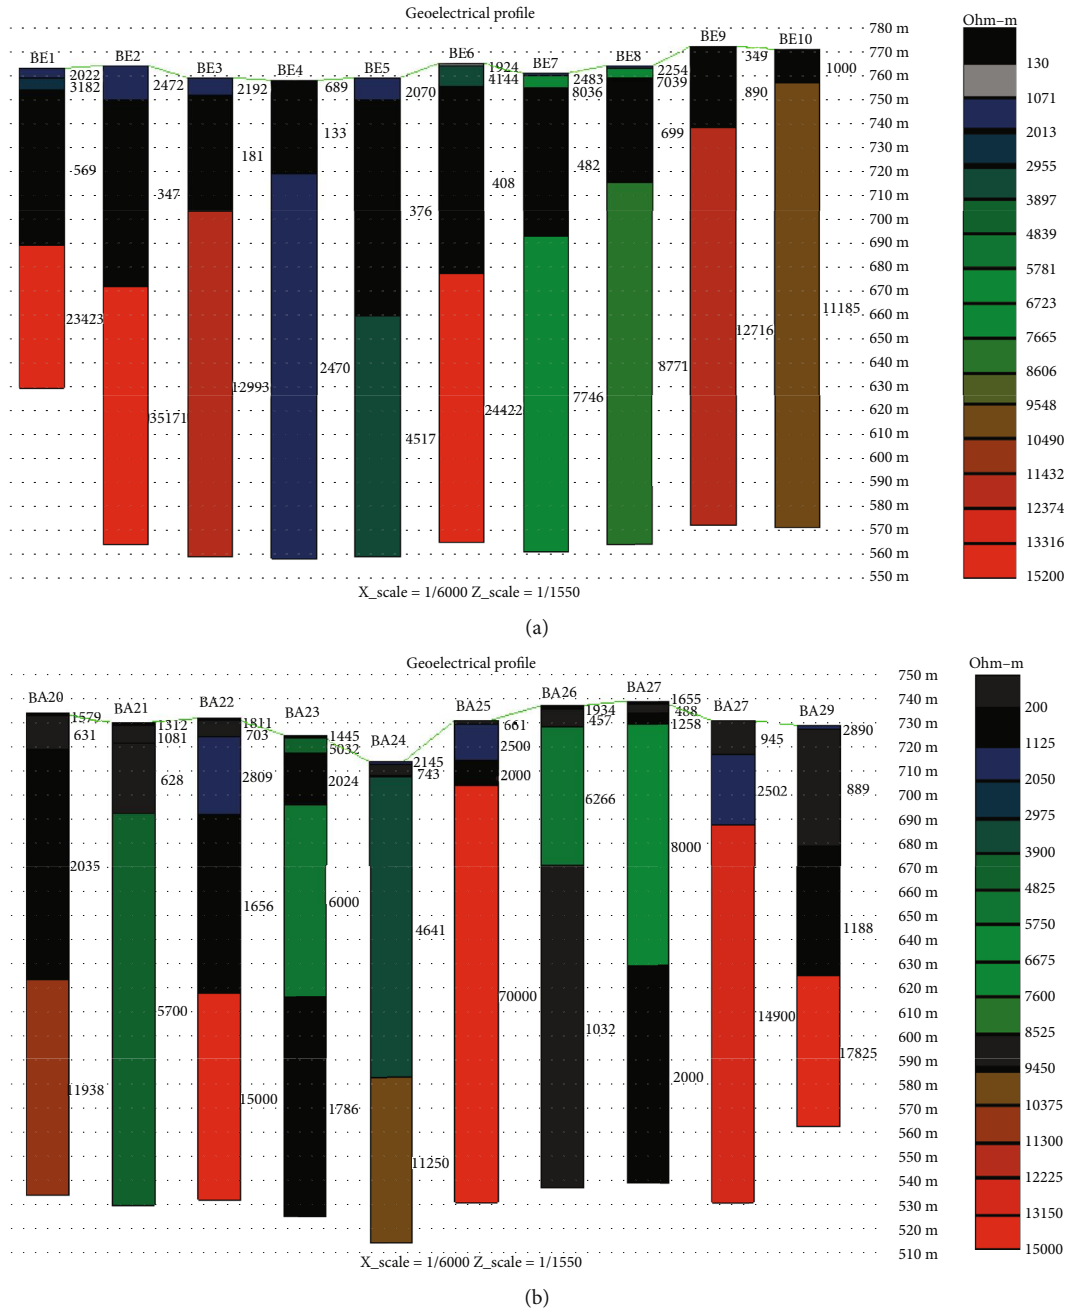 Geoelectrical profile
Ohm–m
BE1 BE2 BE3 BE4 BE5 BE6 BE7 BE8 BE9 BE10
780 m
770 m
760 m
750 m
740 m
730 m
720 m
710 m
700 m
690 m
680 m
670 m
660 m
650 m
640 m
630 m
620 m
610 m
600 m
590 m
580 m
570 m
560 m
550 m
2022
3182
569
23423
2472
347
35171
2192
181
12993
689
133
2470
2070
376
4517
1924
4144
408
24422
2483
8036
482
7746
2254
7039
699
8771
349
890
12716
1000
11185
130
1071
2013
2955
3897
4839
5781
6723
7665
8606
9548
10490
11432
12374
13316
15200
X_scale = 1/6000 Z_scale = 1/1550
(a)
Geoelectrical profile
Ohm–m
BA20 BA21 BA22 BA23 BA24 BA25 BA26 BA27 BA27 BA29
750 m
740 m
730 m
720 m
710 m
700 m
690 m
680 m
670 m
660 m
650 m
640 m
630 m
620 m
610 m
600 m
590 m
580 m
570 m
560 m
550 m
540 m
530 m
520 m
510 m
1579
631
2035
11938
1312
1081
628
5700
1811
703
2809
1656
15000
1445
5032
2024
6000
1786
2145
743
4641
11250
661
2500
2000
70000
1934
457
6266
1032
1655
488
1258
8000
2000
945
2502
14900
2890
889
1188
17825
200
1125
2050
2975
3900
4825
5750
6675
7600
8525
9450
10375
11300
12225
13150
15000
X_scale = 1/6000 Z_scale = 1/1550
(b)